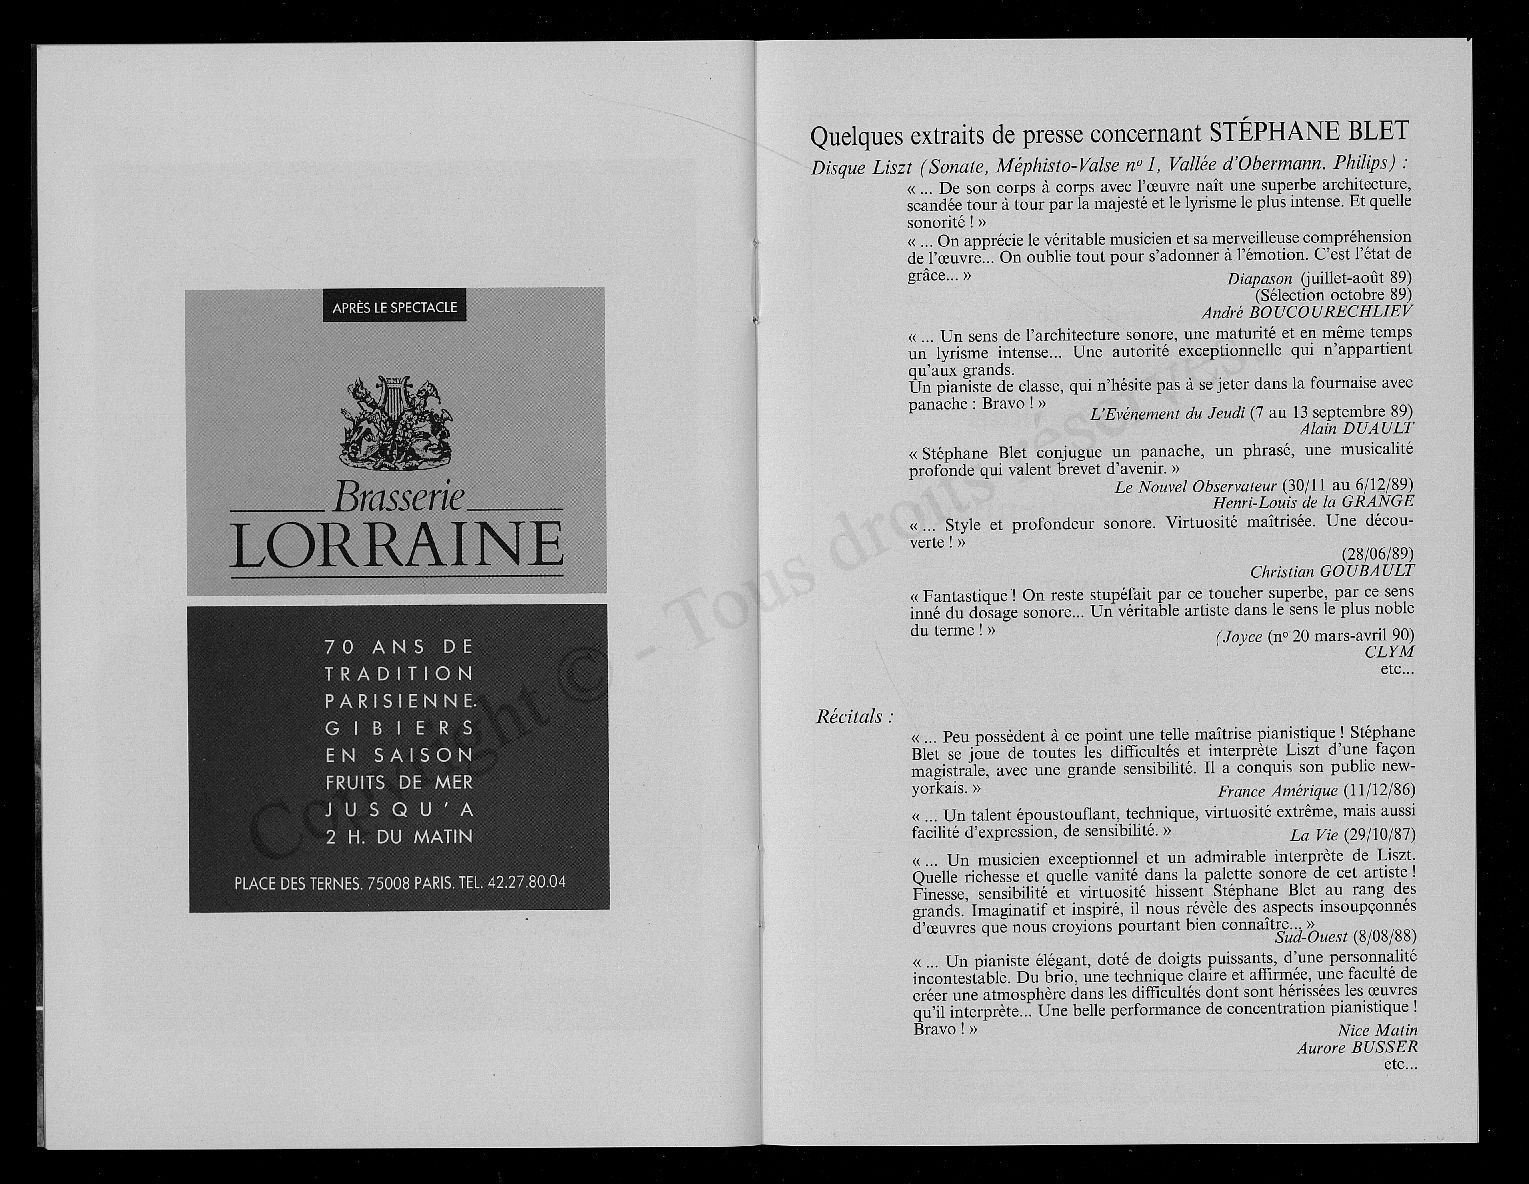 APRÈS LE SPECTACLE
Brasserie
LORRAINE
70 ANS DE
TRADITION
PARISIENNE.
GIBIERS
EN SAISON
FRUITS DE MER
JUSQU'A
2 H. DU MATIN
PLACE DES TERNES. 75008 PARIS. TEL. 42.27.80.04
Copyright © - Tous droits réservés
Quelques extraits de presse concernant STÉPHANE BLET
Disque Liszt (Sonate, Méphisto-Valse nº 1, Vallée d'Obermann. Philips) :
« ... De son corps à corps avec l'œuvre naît une superbe architecture,
scandée tour à tour par la majesté et le lyrisme le plus intense. Et quelle
sonorité ! »
« ... On apprécie le véritable musicien et sa merveilleuse compréhension
de l'œuvre... On oublie tout pour s'adonner à l'émotion. C'est l'état de
grâce... »
Diapason (juillet-août 89)
(Sélection octobre 89)
André BOUCOURECHLIEV
« ... Un sens de l'architecture sonore, une maturité et en même temps
un lyrisme intense... Une autorité exceptionnelle qui n'appartient
qu'aux grands.
Un pianiste de classe, qui n'hésite pas à se jeter dans la fournaise avec
panache : Bravo ! »
L'Evénement du Jeudi (7 au 13 septembre 89)
Alain DUAULT
« Stéphane Blet conjugue un panache, un phrasé, une musicalité
profonde qui valent brevet d'avenir. »
Le Nouvel Observateur (30/11 au 6/12/89)
Henri-Louis de la GRANGE
« ... Style et profondeur sonore. Virtuosité maîtrisée. Une décou-
verte ! »
(28/06/89)
Christian GOUBAULT
« Fantastique ! On reste stupéfait par ce toucher superbe, par ce sens
inné du dosage sonore... Un véritable artiste dans le sens le plus noble
du terme ! »
(Joyce (nº 20 mars-avril 90)
CLYM
etc...
Récitals :
« ... Peu possèdent à ce point une telle maîtrise pianistique ! Stéphane
Blet se joue de toutes les difficultés et interprète Liszt d'une façon
magistrale, avec une grande sensibilité. Il a conquis son public new-
yorkais. »
France Amérique (11/12/86)
« ... Un talent époustouflant, technique, virtuosité extrême, mais aussi
facilité d'expression, de sensibilité. »
La Vie (29/10/87)
« ... Un musicien exceptionnel et un admirable interprète de Liszt.
Quelle richesse et quelle vanité dans la palette sonore de cet artiste !
Finesse, sensibilité et virtuosité hissent Stéphane Blet au rang des
grands. Imaginatif et inspiré, il nous révèle des aspects insoupçonnés
d'œuvres que nous croyions pourtant bien connaître... »
Sud-Ouest (8/08/88)
« ... Un pianiste élégant, doté de doigts puissants, d'une personnalité
incontestable. Du brio, une technique claire et affirmée, une faculté de
créer une atmosphère dans les difficultés dont sont hérissées les œuvres
qu'il interprète... Une belle performance de concentration pianistique !
Bravo ! »
Nice Matin
Aurore BUSSER
etc...